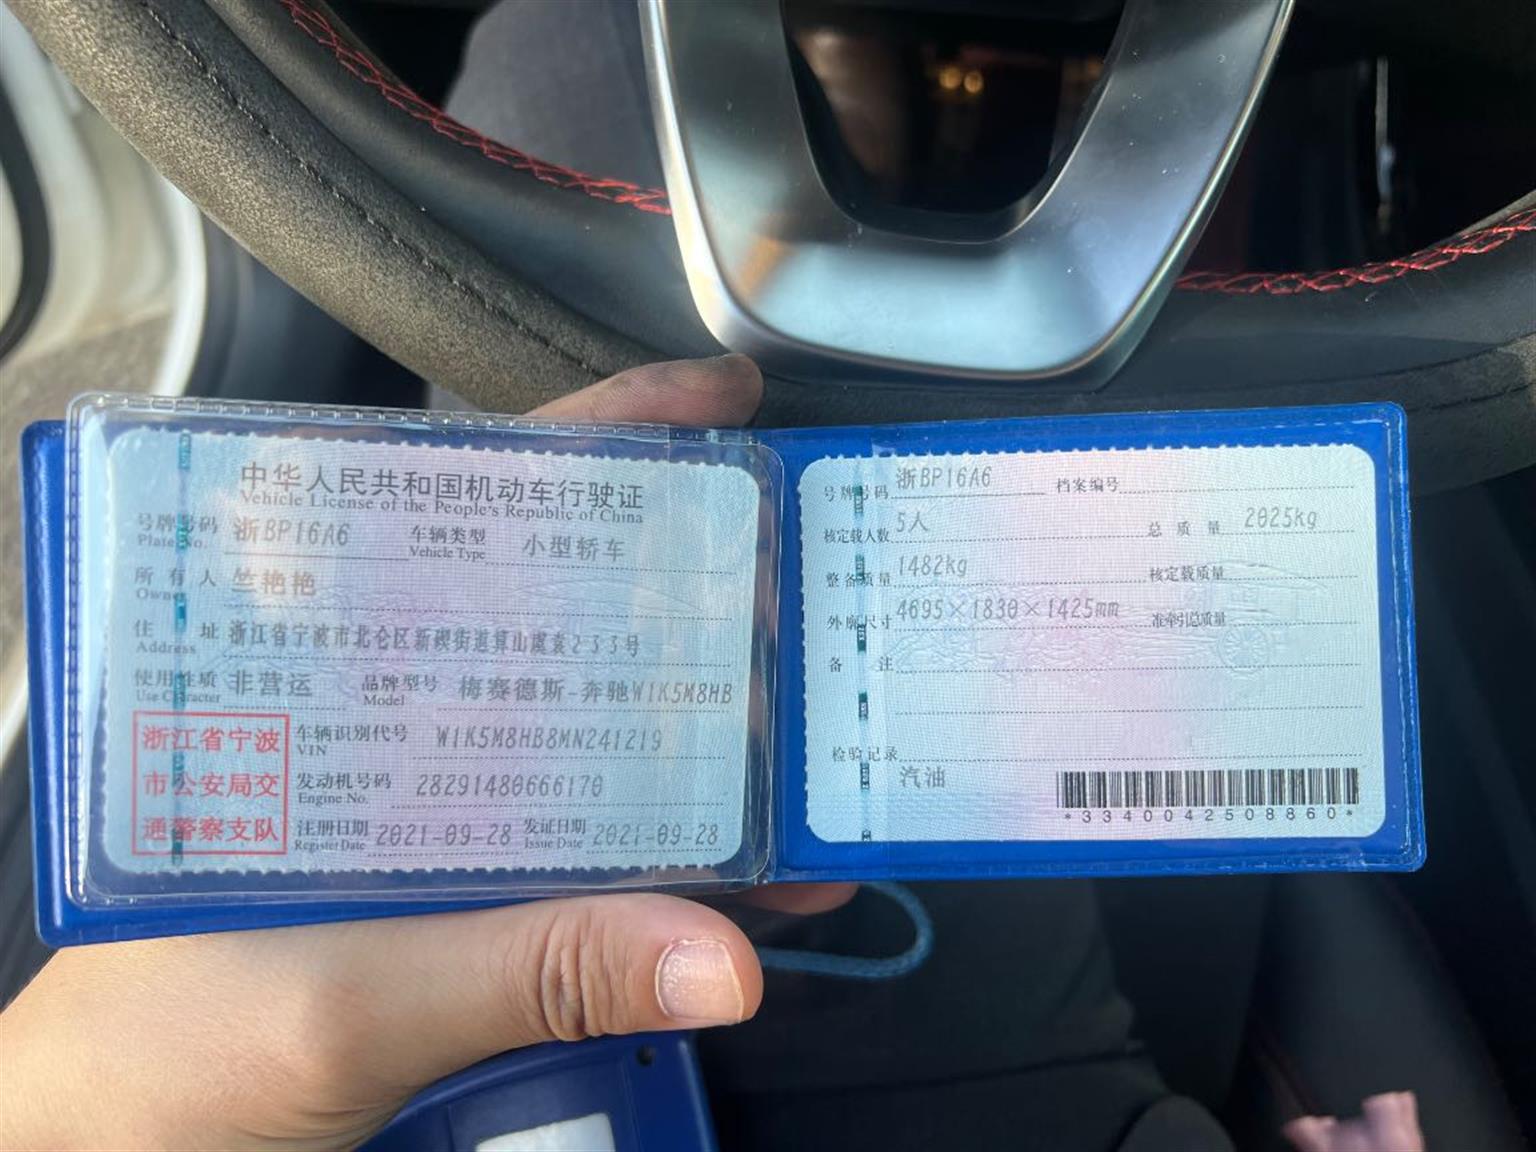 中华人民共和国机动车行驶证
Vehicle License of the People's Republic of China
号牌号码 浙BP16A6 车辆类型 小型轿车
Plate No. Vehicle Type
所有人 竺艳艳
Owner
住址 浙江省宁波市北仑区新碶街道算山虞袁233号
Address
使用性质 非营运 品牌型号 梅赛德斯-奔驰W1K5M8HB
Use Character Model
浙江省宁波
市公安局交
通警察支队
车辆识别代号 W1K5M8HB8MN241219
VIN
发动机号码 28291480666170
Engine No.
注册日期 2021-09-28 发证日期 2021-09-28
Register Date Issue Date
号牌号码 浙BP16A6 档案编号
核定载人数 5人 总质量 2025kg
整备质量 1482kg 核定载质量
外廓尺寸 4695×1830×1425mm 准牵引总质量
备注
检验记录
汽油
*3340042508860*